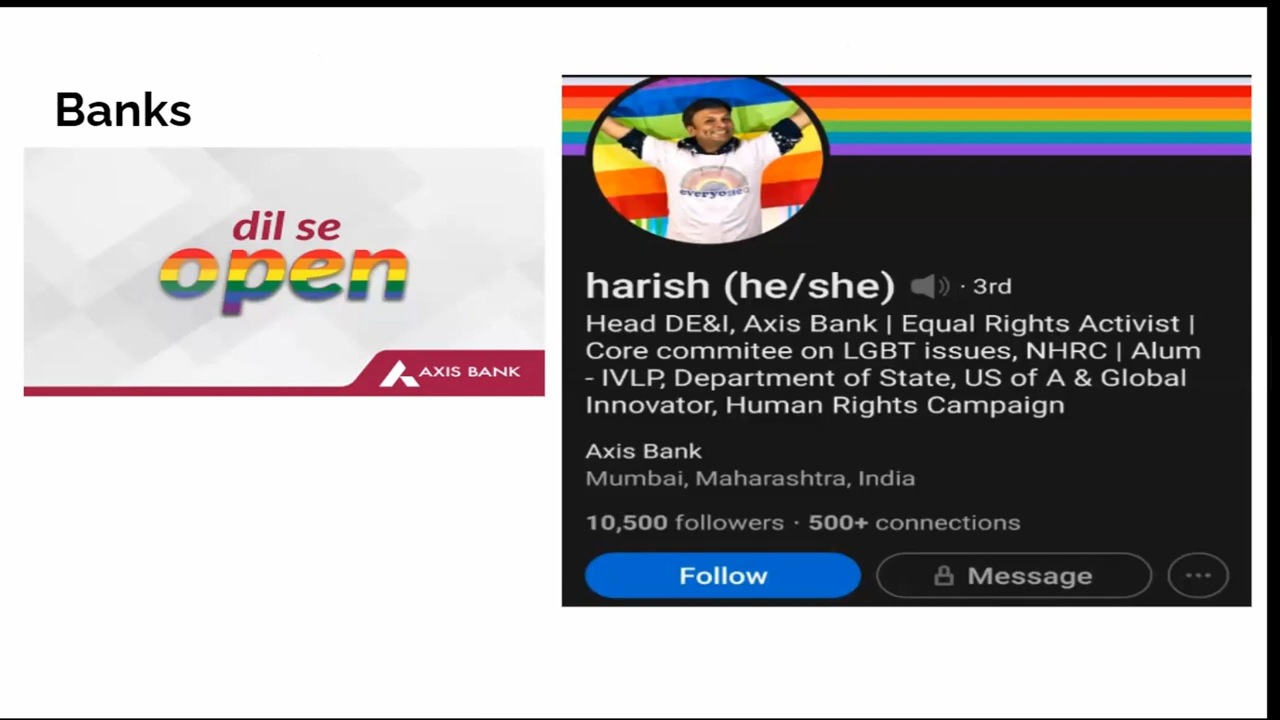 Banks
dil se
open
AXIS BANK
everyone
harish (he/she) · 3rd
Head DE&I, Axis Bank | Equal Rights Activist |
Core commitee on LGBT issues, NHRC | Alum
- IVLP, Department of State, US of A & Global
Innovator, Human Rights Campaign
Axis Bank
Mumbai, Maharashtra, India
10,500 followers · 500+ connections
Follow
Message